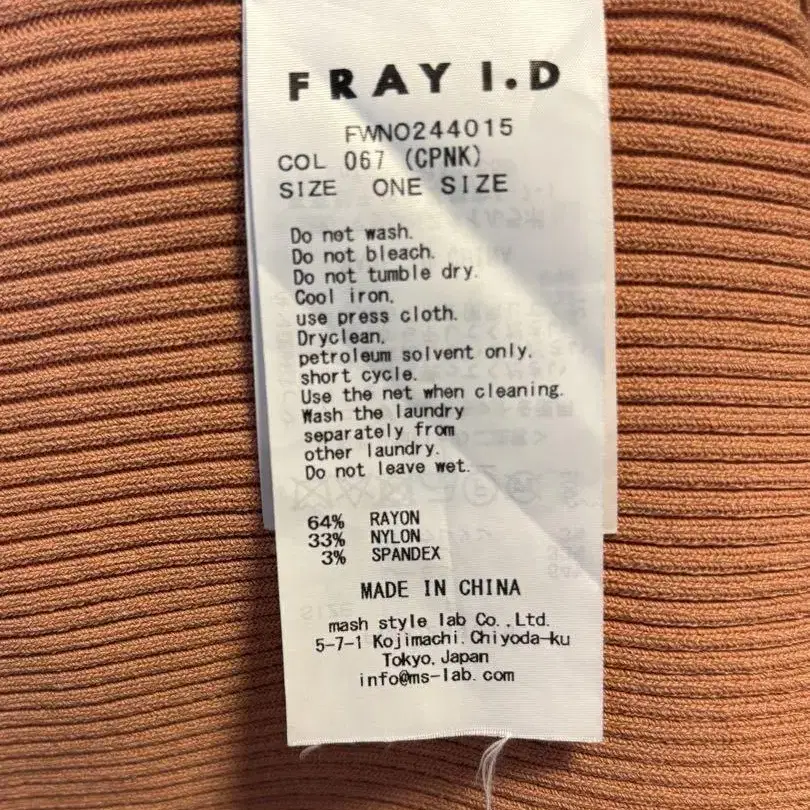 FRAY I.D
FWNO244015
COL 067 (CPNK)
SIZE ONE SIZE
Do not wash.
Do not bleach.
Do not tumble dry.
Cool iron,
use press cloth.
Dryclean,
petroleum solvent only.
short cycle.
Use the net when cleaning.
Wash the laundry
separately from
other laundry.
Do not leave wet.
64% RAYON
33% NYLON
3% SPANDEX
MADE IN CHINA
mash style lab Co.,Ltd.
5-7-1 Kojimachi.Chiyoda-ku
Tokyo, Japan
info@ms-lab.com